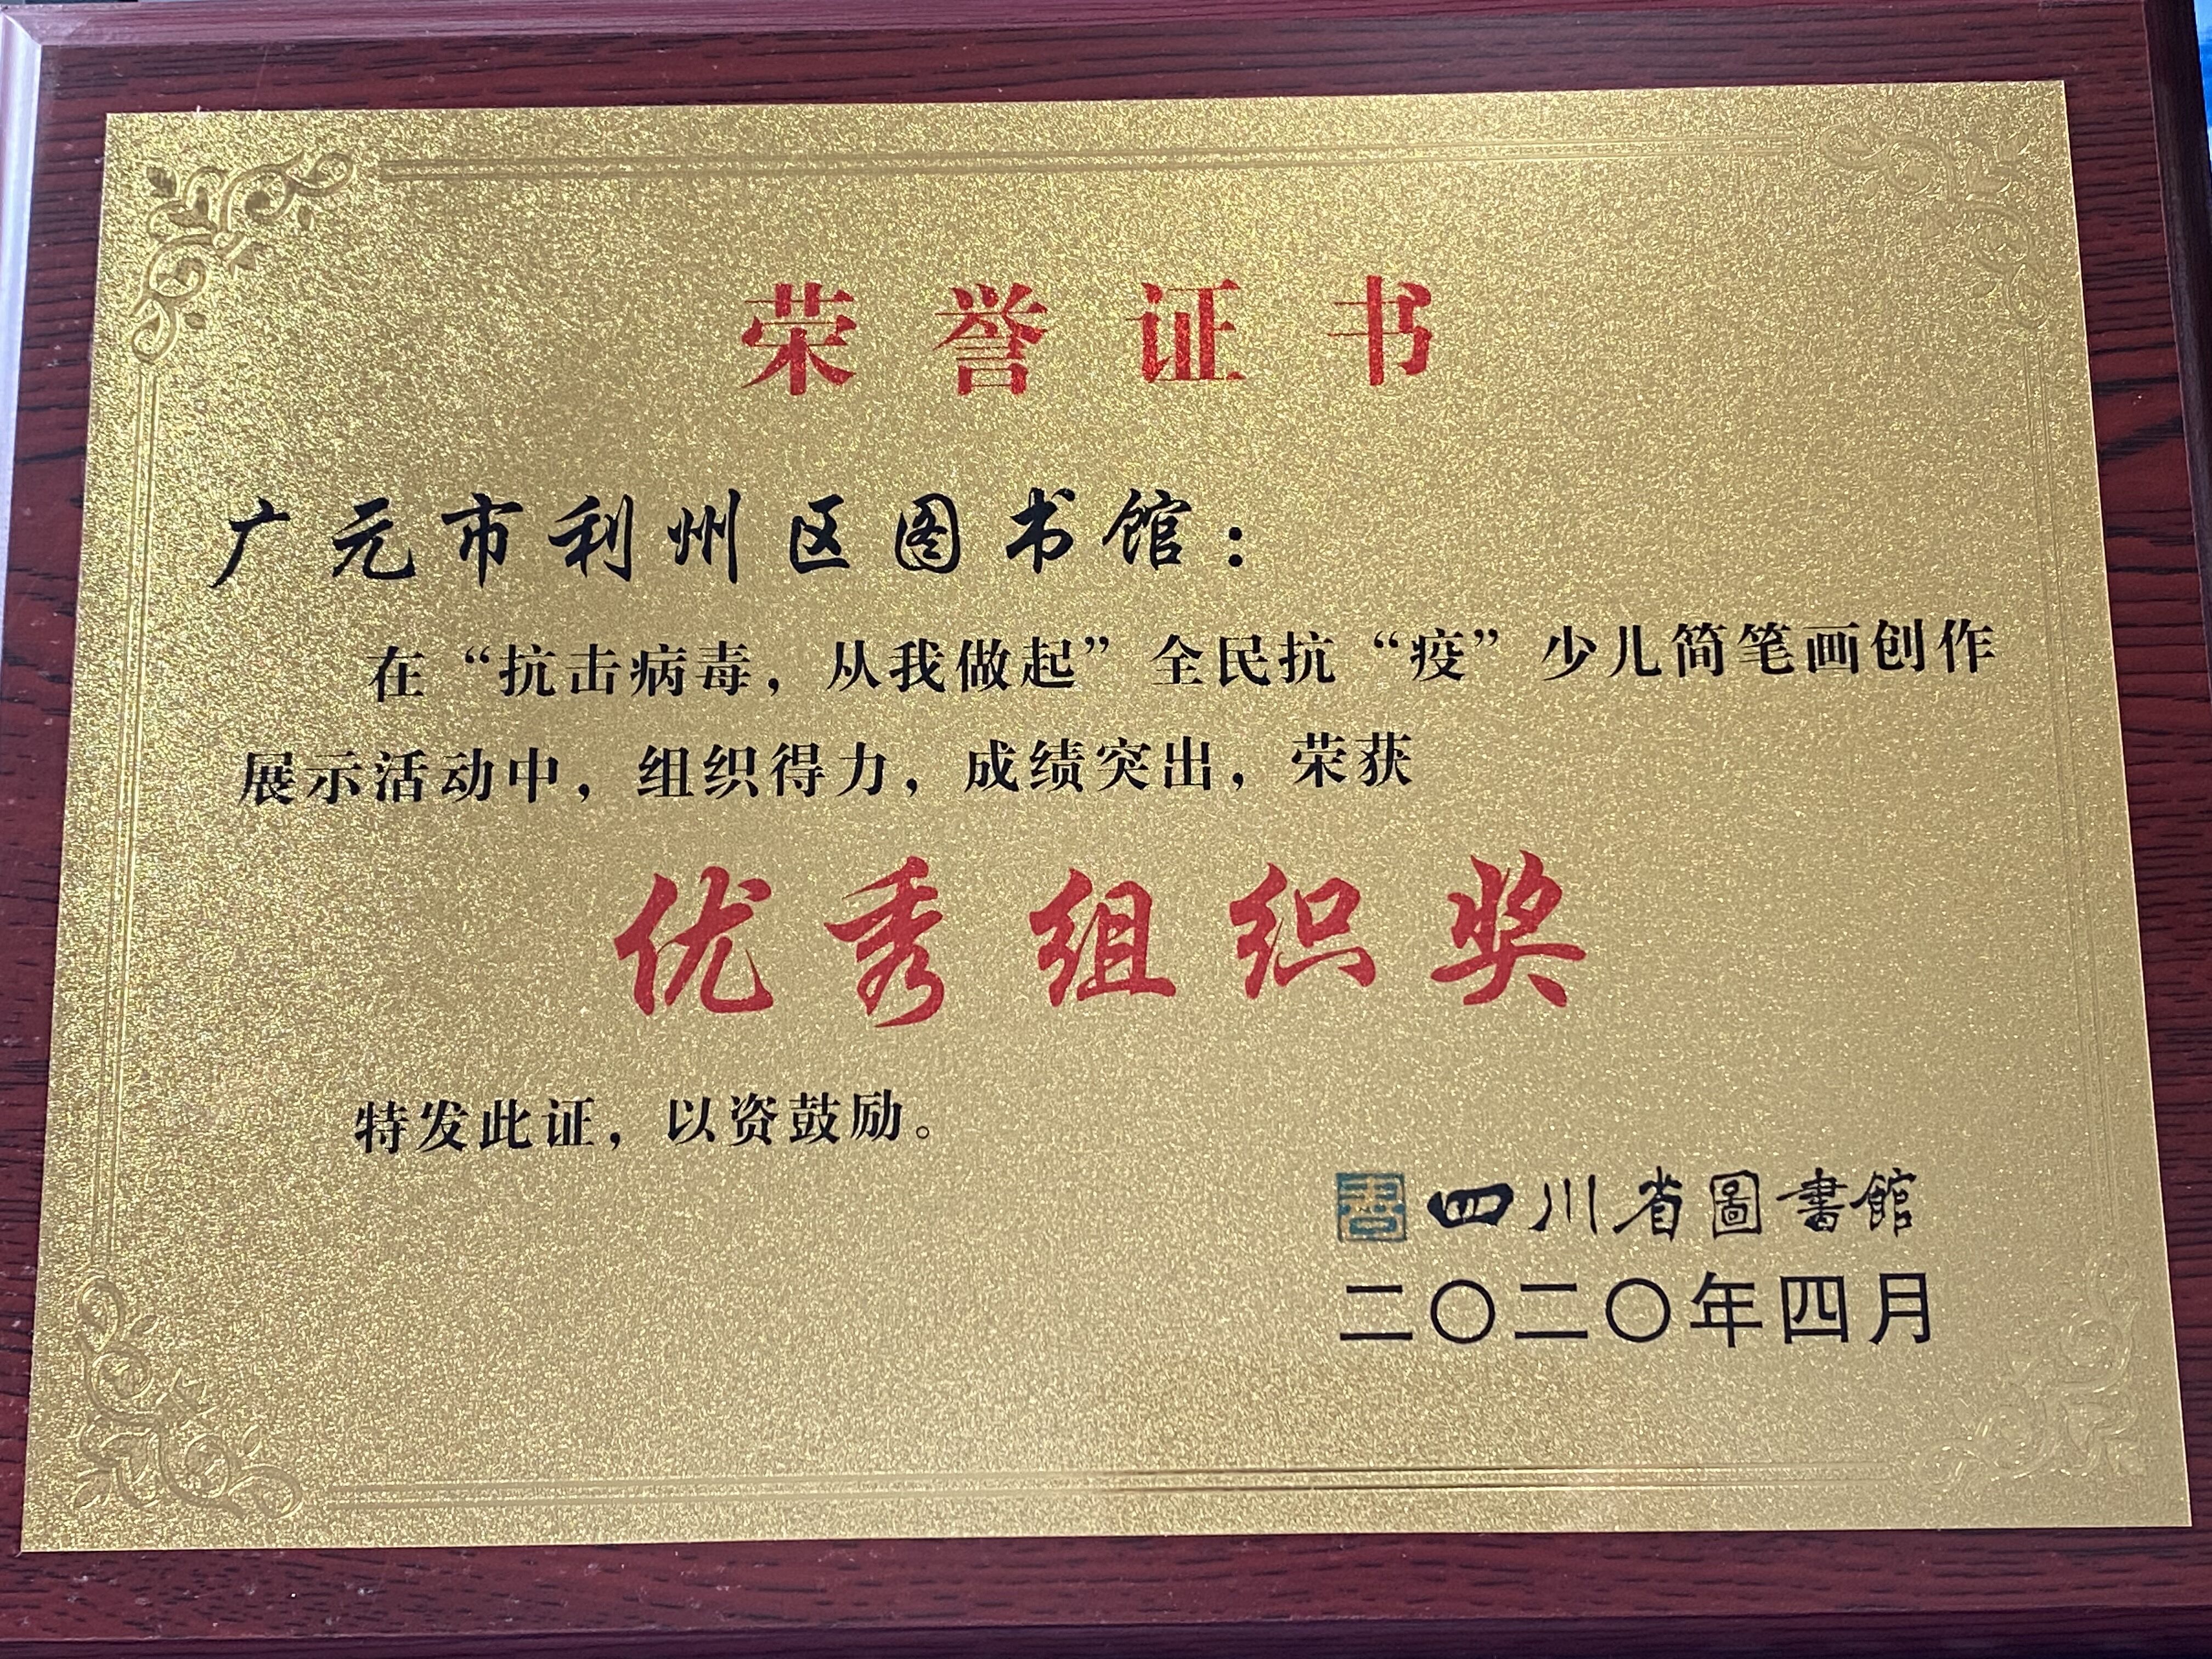 荣誉证书
广元市利州区图书馆：
在“抗击病毒，从我做起”全民抗“疫”少儿简笔画创作
展示活动中，组织得力，成绩突出，荣获
优秀组织奖
特发此证，以资鼓励。
書 四川省圖書館
二〇二〇年四月